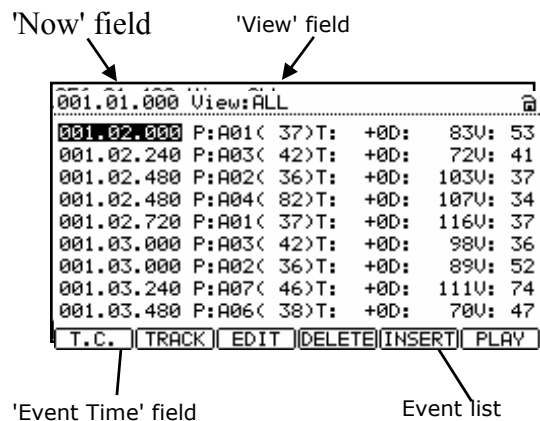 'Now' field
'View' field
001.01.000 View:ALL
001.02.000 P:A01( 37)T: +0D: 83V: 53
001.02.240 P:A03( 42)T: +0D: 72V: 41
001.02.480 P:A02( 36)T: +0D: 103V: 37
001.02.480 P:A04( 82)T: +0D: 107V: 34
001.02.720 P:A01( 37)T: +0D: 116V: 37
001.03.000 P:A03( 42)T: +0D: 98V: 36
001.03.000 P:A02( 36)T: +0D: 89V: 52
001.03.240 P:A07( 46)T: +0D: 111V: 74
001.03.480 P:A06( 38)T: +0D: 70V: 47
T.C. TRACK EDIT DELETE INSERT PLAY
'Event Time' field
Event list